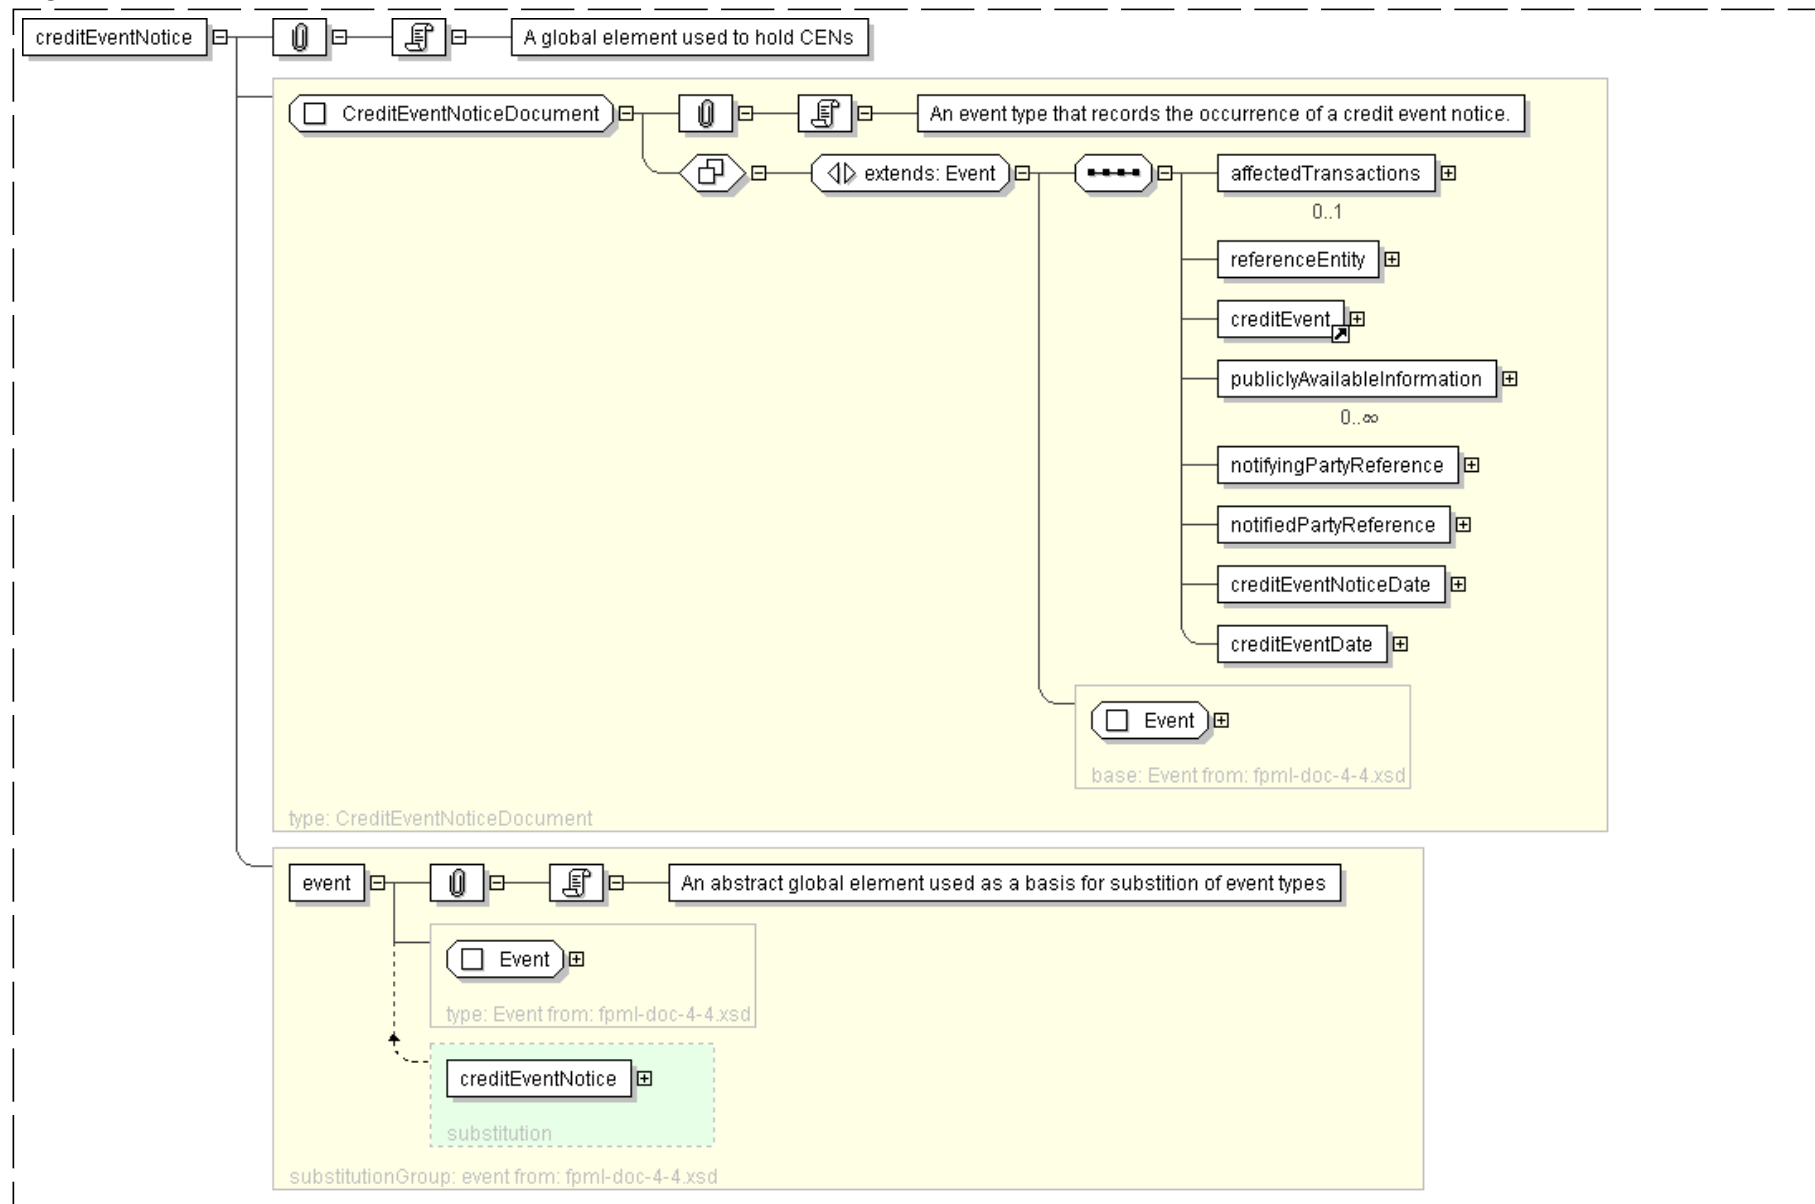 creditEventNotice
A global element used to hold CENs
CreditEventNoticeDocument
An event type that records the occurrence of a credit event notice.
extends: Event
affectedTransactions
0..1
referenceEntity
creditEvent
publiclyAvailableInformation
0..∞
notifyingPartyReference
notifiedPartyReference
creditEventNoticeDate
creditEventDate
Event
base: Event from: fpml-doc-4-4.xsd
type: CreditEventNoticeDocument
event
An abstract global element used as a basis for substition of event types
Event
type: Event from: fpml-doc-4-4.xsd
creditEventNotice
substitution
substitutionGroup: event from: fpml-doc-4-4.xsd